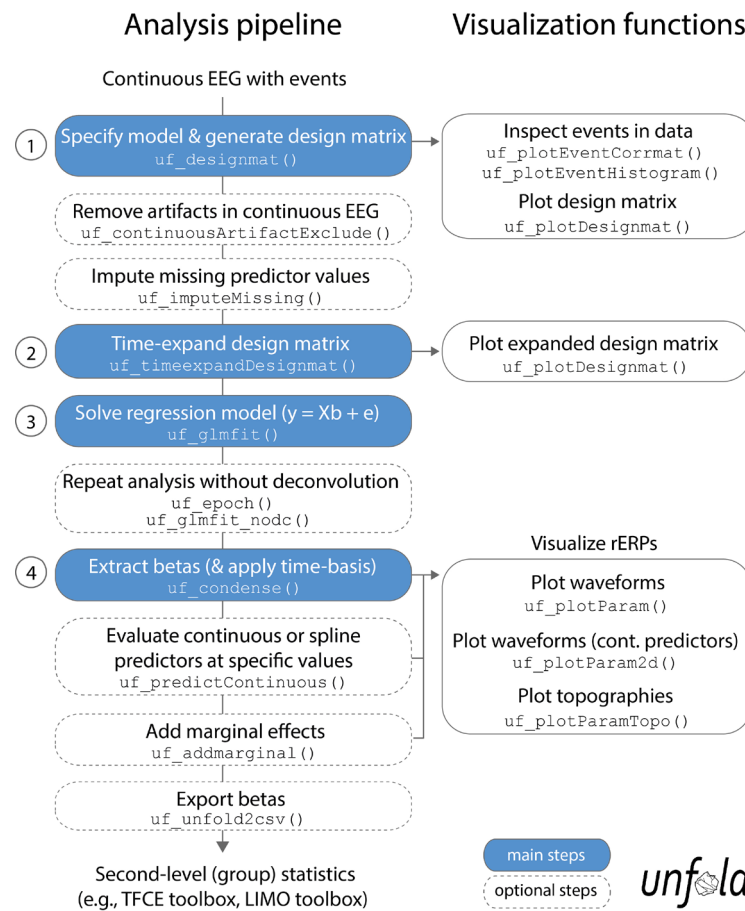 Analysis pipeline
Visualization functions
Continuous EEG with events
1
Specify model & generate design matrix
uf_designmat()
Inspect events in data
uf_plotEventCorrmat()
uf_plotEventHistogram()
Plot design matrix
uf_plotDesignmat()
Remove artifacts in continuous EEG
uf_continuousArtifactExclude()
Impute missing predictor values
uf_imputeMissing()
2
Time-expand design matrix
uf_timeexpandDesignmat()
Plot expanded design matrix
uf_plotDesignmat()
3
Solve regression model (y = Xb + e)
uf_glmfit()
Repeat analysis without deconvolution
uf_epoch()
uf_glmfit_nodc()
4
Extract betas (& apply time-basis)
uf_condense()
Visualize rERPs
Plot waveforms
uf_plotParam()
Plot waveforms (cont. predictors)
uf_plotParam2d()
Plot topographies
uf_plotParamTopo()
Evaluate continuous or spline
predictors at specific values
uf_predictContinuous()
Add marginal effects
uf_addmarginal()
Export betas
uf_unfold2csv()
Second-level (group) statistics
(e.g., TFCE toolbox, LIMO toolbox)
main steps
optional steps
unfold